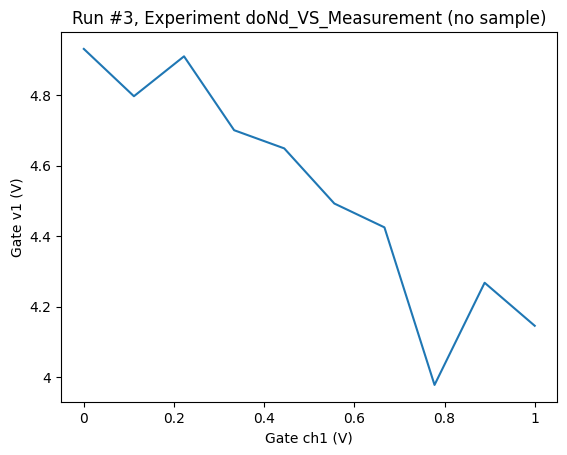 Run #3, Experiment doNd_VS_Measurement (no sample)
Gate v1 (V)
4.8
4.6
4.4
4.2
4
0 0.2 0.4 0.6 0.8 1
Gate ch1 (V)